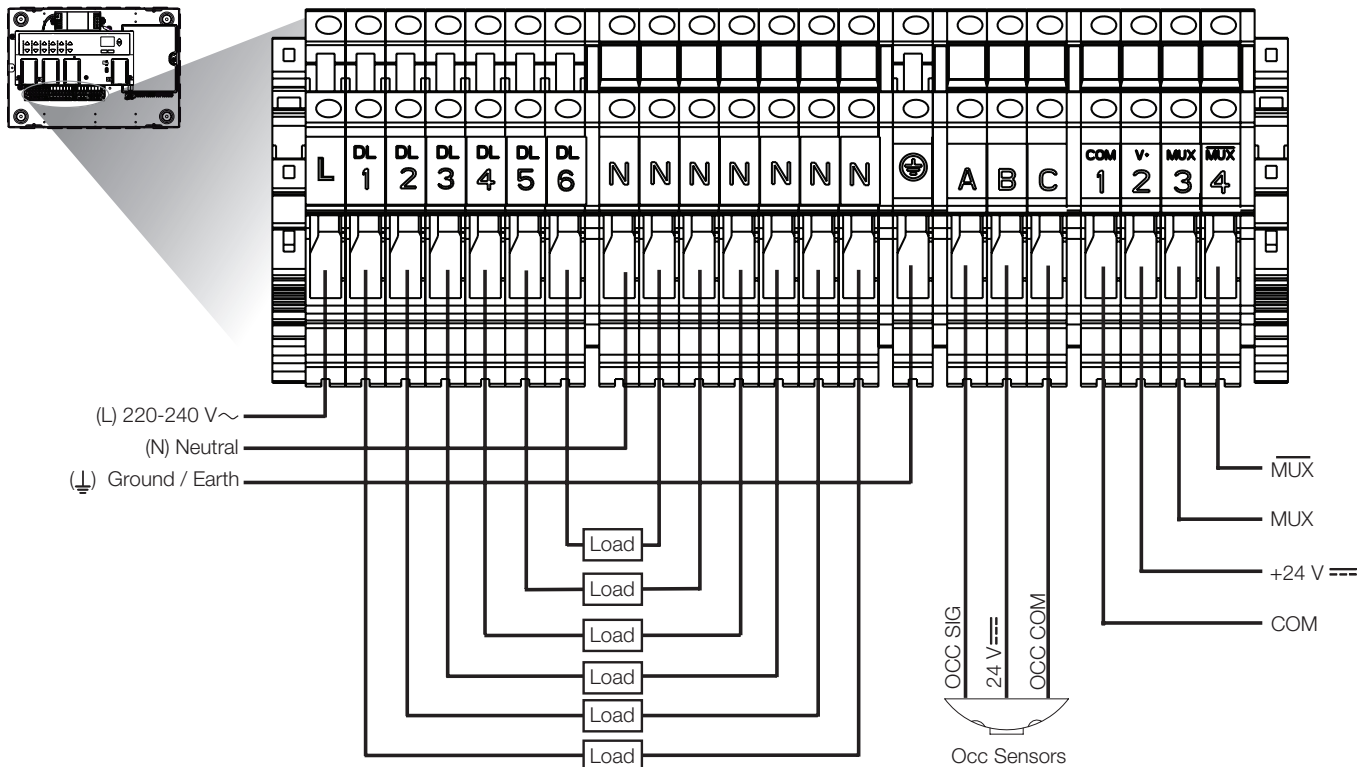 L
DL 1
DL 2
DL 3
DL 4
DL 5
DL 6
N
N
N
N
N
N
N
A
B
C
COM 1
V+ 2
MUX 3
MUX 4
(L) 220-240 V~
(N) Neutral
(⏚) Ground / Earth
MUX
MUX
+24 V
COM
Load
Load
Load
Load
Load
Load
OCC SIG
24 V
OCC COM
Occ Sensors